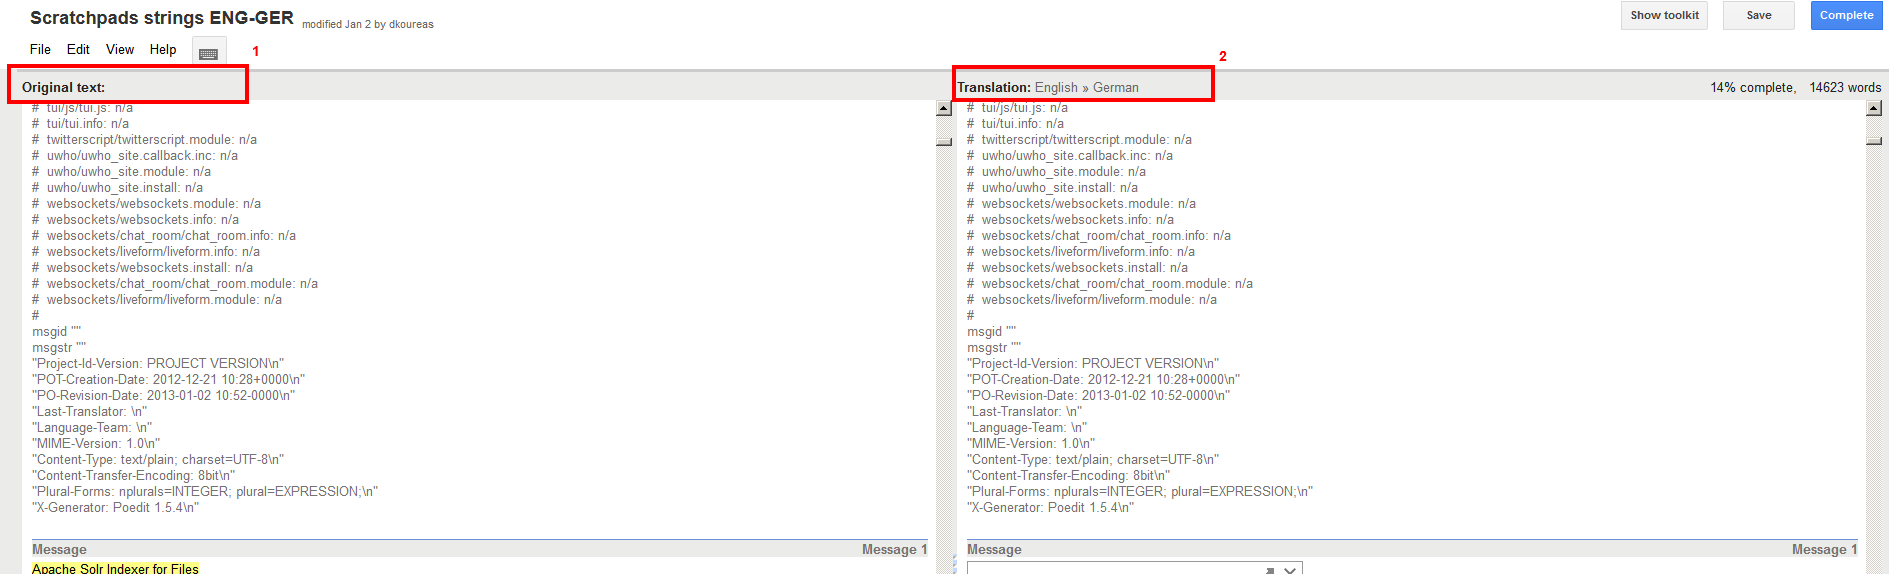 Scratchpads strings ENG-GER modified Jan 2 by dkoureas
Show toolkit Save Complete
File Edit View Help
1
2
Original text:
# tui/js/tui.js: n/a
# tui/tui.info: n/a
# twitterscript/twitterscript.module: n/a
# uwho/uwho_site.callback.inc: n/a
# uwho/uwho_site.module: n/a
# uwho/uwho_site.install: n/a
# websockets/websockets.module: n/a
# websockets/websockets.info: n/a
# websockets/chat_room/chat_room.info: n/a
# websockets/liveform/liveform.info: n/a
# websockets/websockets.install: n/a
# websockets/chat_room/chat_room.module: n/a
# websockets/liveform/liveform.module: n/a
#
msgid ""
msgstr ""
"Project-Id-Version: PROJECT VERSION\n"
"POT-Creation-Date: 2012-12-21 10:28+0000\n"
"PO-Revision-Date: 2013-01-02 10:52-0000\n"
"Last-Translator: \n"
"Language-Team: \n"
"MIME-Version: 1.0\n"
"Content-Type: text/plain; charset=UTF-8\n"
"Content-Transfer-Encoding: 8bit\n"
"Plural-Forms: nplurals=INTEGER; plural=EXPRESSION;\n"
"X-Generator: Poedit 1.5.4\n"
Message Message 1
Apache Solr Indexer for Files
Translation: English » German
14% complete, 14623 words
# tui/js/tui.js: n/a
# tui/tui.info: n/a
# twitterscript/twitterscript.module: n/a
# uwho/uwho_site.callback.inc: n/a
# uwho/uwho_site.module: n/a
# uwho/uwho_site.install: n/a
# websockets/websockets.module: n/a
# websockets/websockets.info: n/a
# websockets/chat_room/chat_room.info: n/a
# websockets/liveform/liveform.info: n/a
# websockets/websockets.install: n/a
# websockets/chat_room/chat_room.module: n/a
# websockets/liveform/liveform.module: n/a
#
msgid ""
msgstr ""
"Project-Id-Version: PROJECT VERSION\n"
"POT-Creation-Date: 2012-12-21 10:28+0000\n"
"PO-Revision-Date: 2013-01-02 10:52-0000\n"
"Last-Translator: \n"
"Language-Team: \n"
"MIME-Version: 1.0\n"
"Content-Type: text/plain; charset=UTF-8\n"
"Content-Transfer-Encoding: 8bit\n"
"Plural-Forms: nplurals=INTEGER; plural=EXPRESSION;\n"
"X-Generator: Poedit 1.5.4\n"
Message Message 1